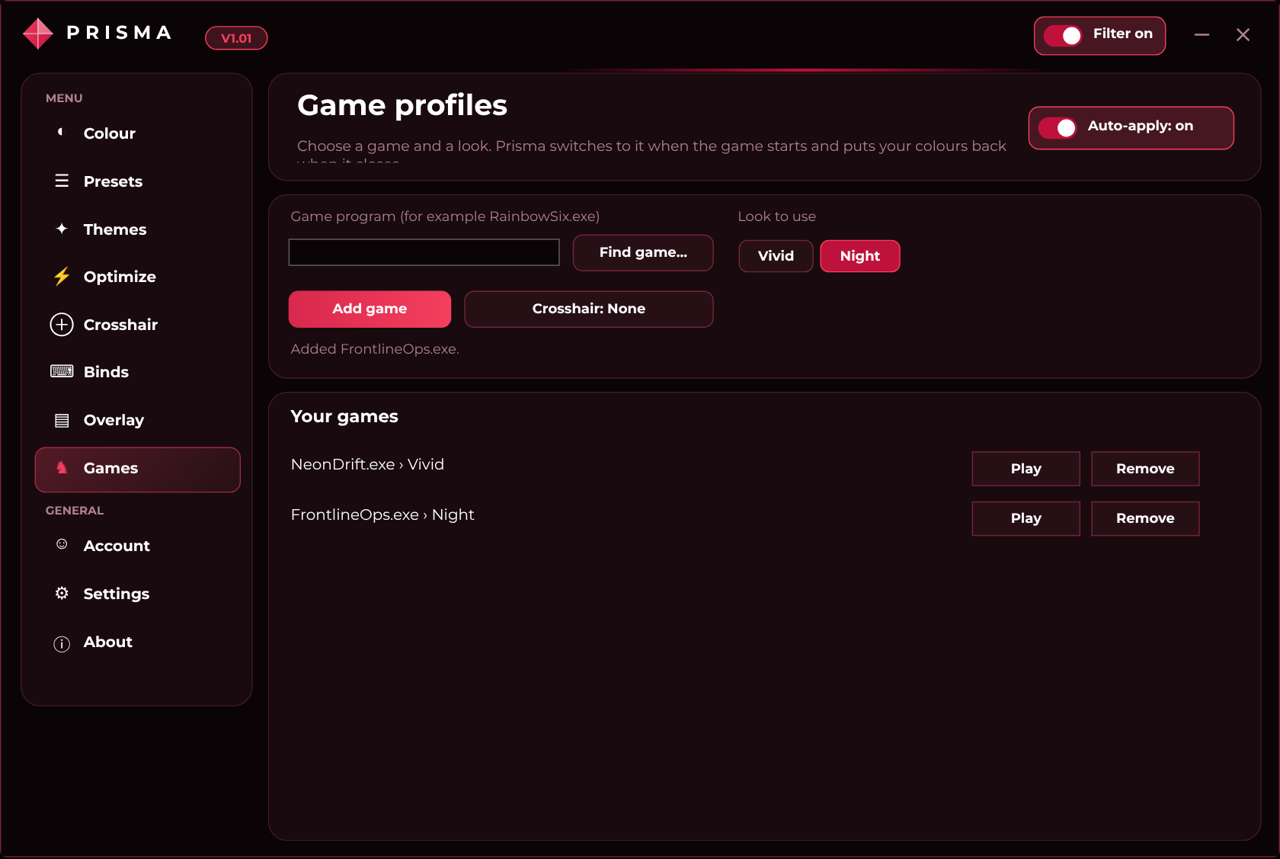 PRISMA
V1.01
Filter on
MENU
Colour
Presets
Themes
Optimize
Crosshair
Binds
Overlay
Games
GENERAL
Account
Settings
About
Game profiles
Choose a game and a look. Prisma switches to it when the game starts and puts your colours back
when it closes.
Auto-apply: on
Game program (for example RainbowSix.exe)
Look to use
Find game...
Vivid
Night
Add game
Crosshair: None
Added FrontlineOps.exe.
Your games
NeonDrift.exe › Vivid
Play
Remove
FrontlineOps.exe › Night
Play
Remove